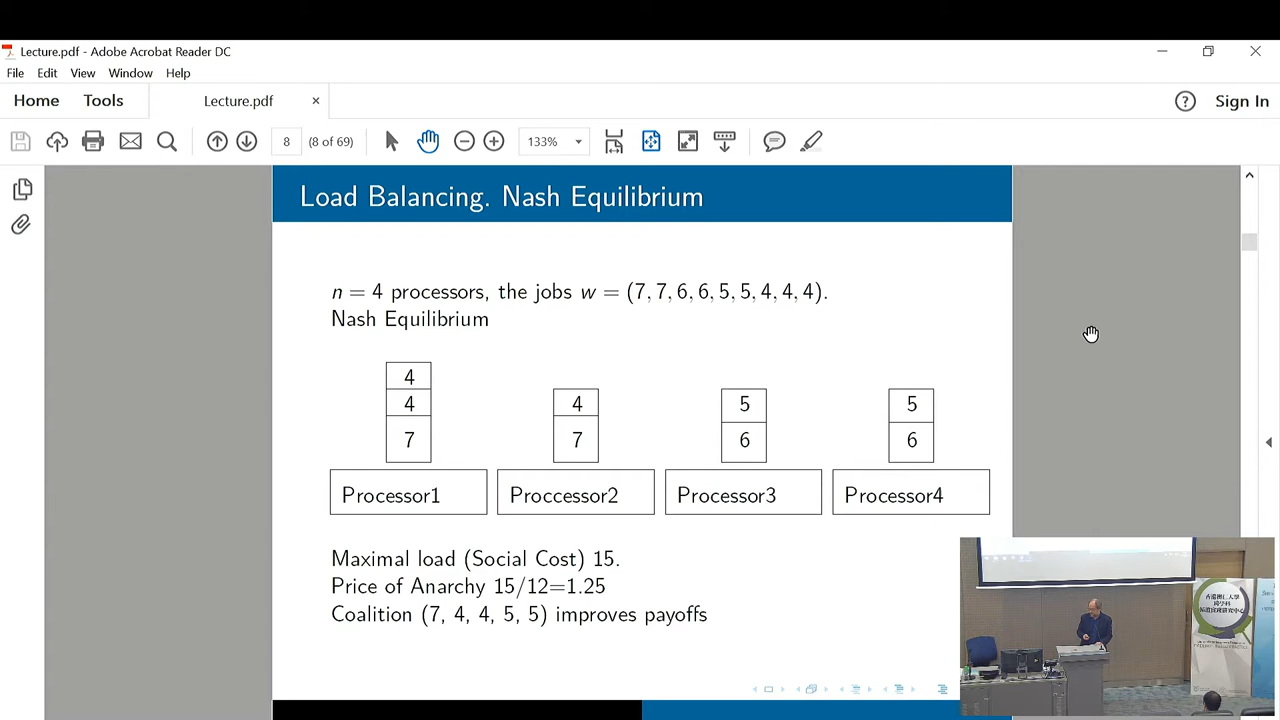 Lecture.pdf - Adobe Acrobat Reader DC
File Edit View Window Help
Home Tools Lecture.pdf × ? Sign In
8 (8 of 69) 133%
Load Balancing. Nash Equilibrium
n = 4 processors, the jobs w = (7, 7, 6, 6, 5, 5, 4, 4, 4).
Nash Equilibrium
4
4 4 5 5
7 7 6 6
Processor1 Proccessor2 Processor3 Processor4
Maximal load (Social Cost) 15.
Price of Anarchy 15/12=1.25
Coalition (7, 4, 4, 5, 5) improves payoffs